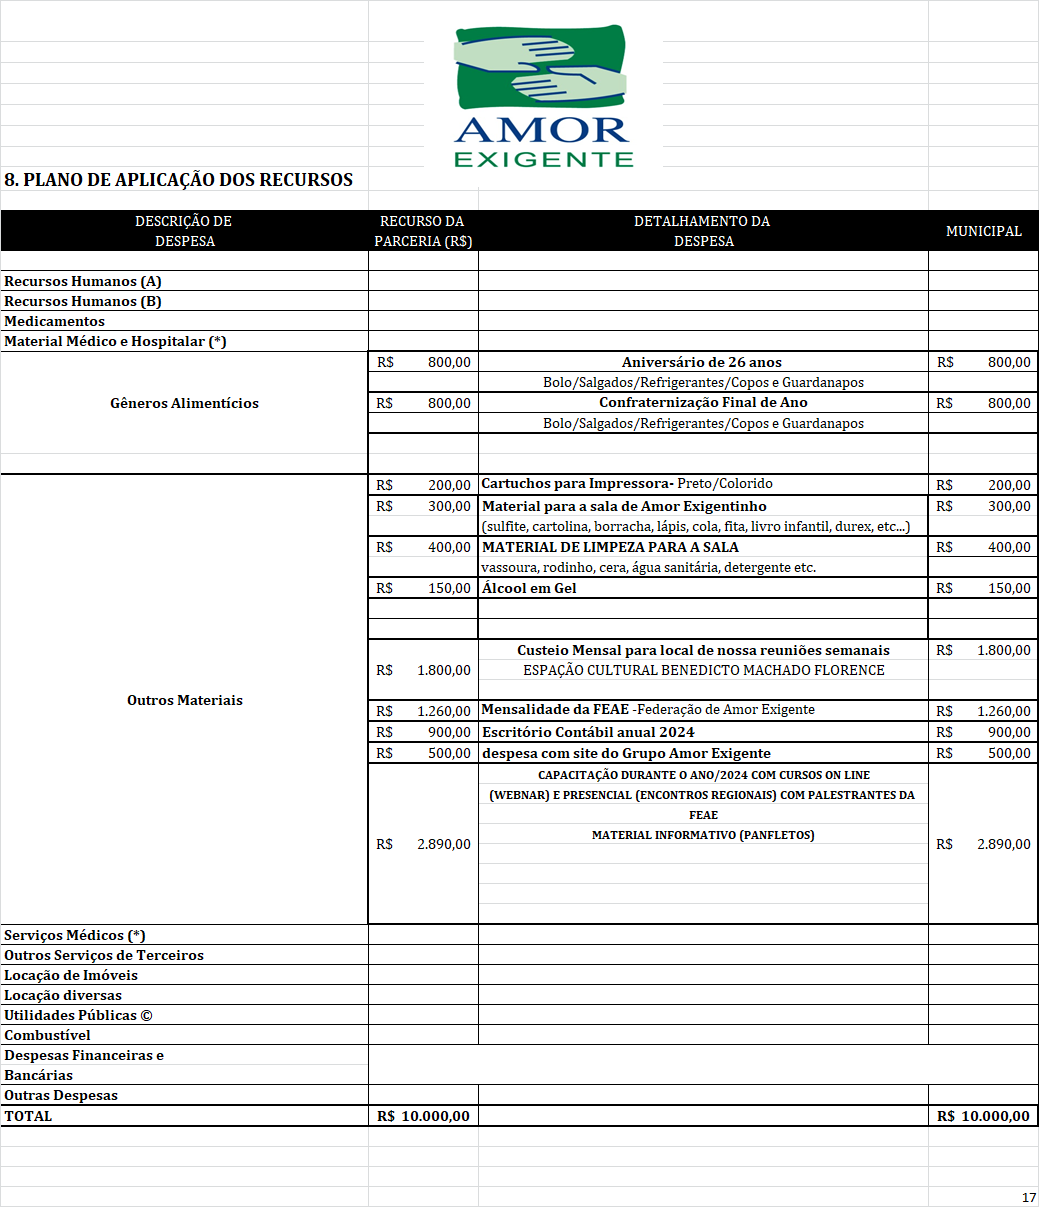 AMOR
EXIGENTE
8. PLANO DE APLICAÇÃO DOS RECURSOS
DESCRIÇÃO DE DESPESA RECURSO DA PARCERIA (R$) DETALHAMENTO DA DESPESA MUNICIPAL
Recursos Humanos (A)
Recursos Humanos (B)
Medicamentos
Material Médico e Hospitalar (*)
R$ 800,00 Aniversário de 26 anos R$ 800,00
Bolo/Salgados/Refrigerantes/Copos e Guardanapos
Gêneros Alimentícios R$ 800,00 Confraternização Final de Ano R$ 800,00
Bolo/Salgados/Refrigerantes/Copos e Guardanapos
R$ 200,00 Cartuchos para Impressora- Preto/Colorido R$ 200,00
R$ 300,00 Material para a sala de Amor Exigentinho R$ 300,00
(sulfite, cartolina, borracha, lápis, cola, fita, livro infantil, durex, etc...)
R$ 400,00 MATERIAL DE LIMPEZA PARA A SALA R$ 400,00
vassoura, rodinho, cera, água sanitária, detergente etc.
R$ 150,00 Álcool em Gel R$ 150,00
Custeio Mensal para local de nossa reuniões semanais R$ 1.800,00
R$ 1.800,00 ESPAÇÃO CULTURAL BENEDICTO MACHADO FLORENCE
Outros Materiais
R$ 1.260,00 Mensalidade da FEAE -Federação de Amor Exigente R$ 1.260,00
R$ 900,00 Escritório Contábil anual 2024 R$ 900,00
R$ 500,00 despesa com site do Grupo Amor Exigente R$ 500,00
CAPACITAÇÃO DURANTE O ANO/2024 COM CURSOS ON LINE
(WEBNAR) E PRESENCIAL (ENCONTROS REGIONAIS) COM PALESTRANTES DA
FEAE
MATERIAL INFORMATIVO (PANFLETOS)
R$ 2.890,00 R$ 2.890,00
Serviços Médicos (*)
Outros Serviços de Terceiros
Locação de Imóveis
Locação diversas
Utilidades Públicas ©
Combustível
Despesas Financeiras e
Bancárias
Outras Despesas
TOTAL R$ 10.000,00 R$ 10.000,00
17